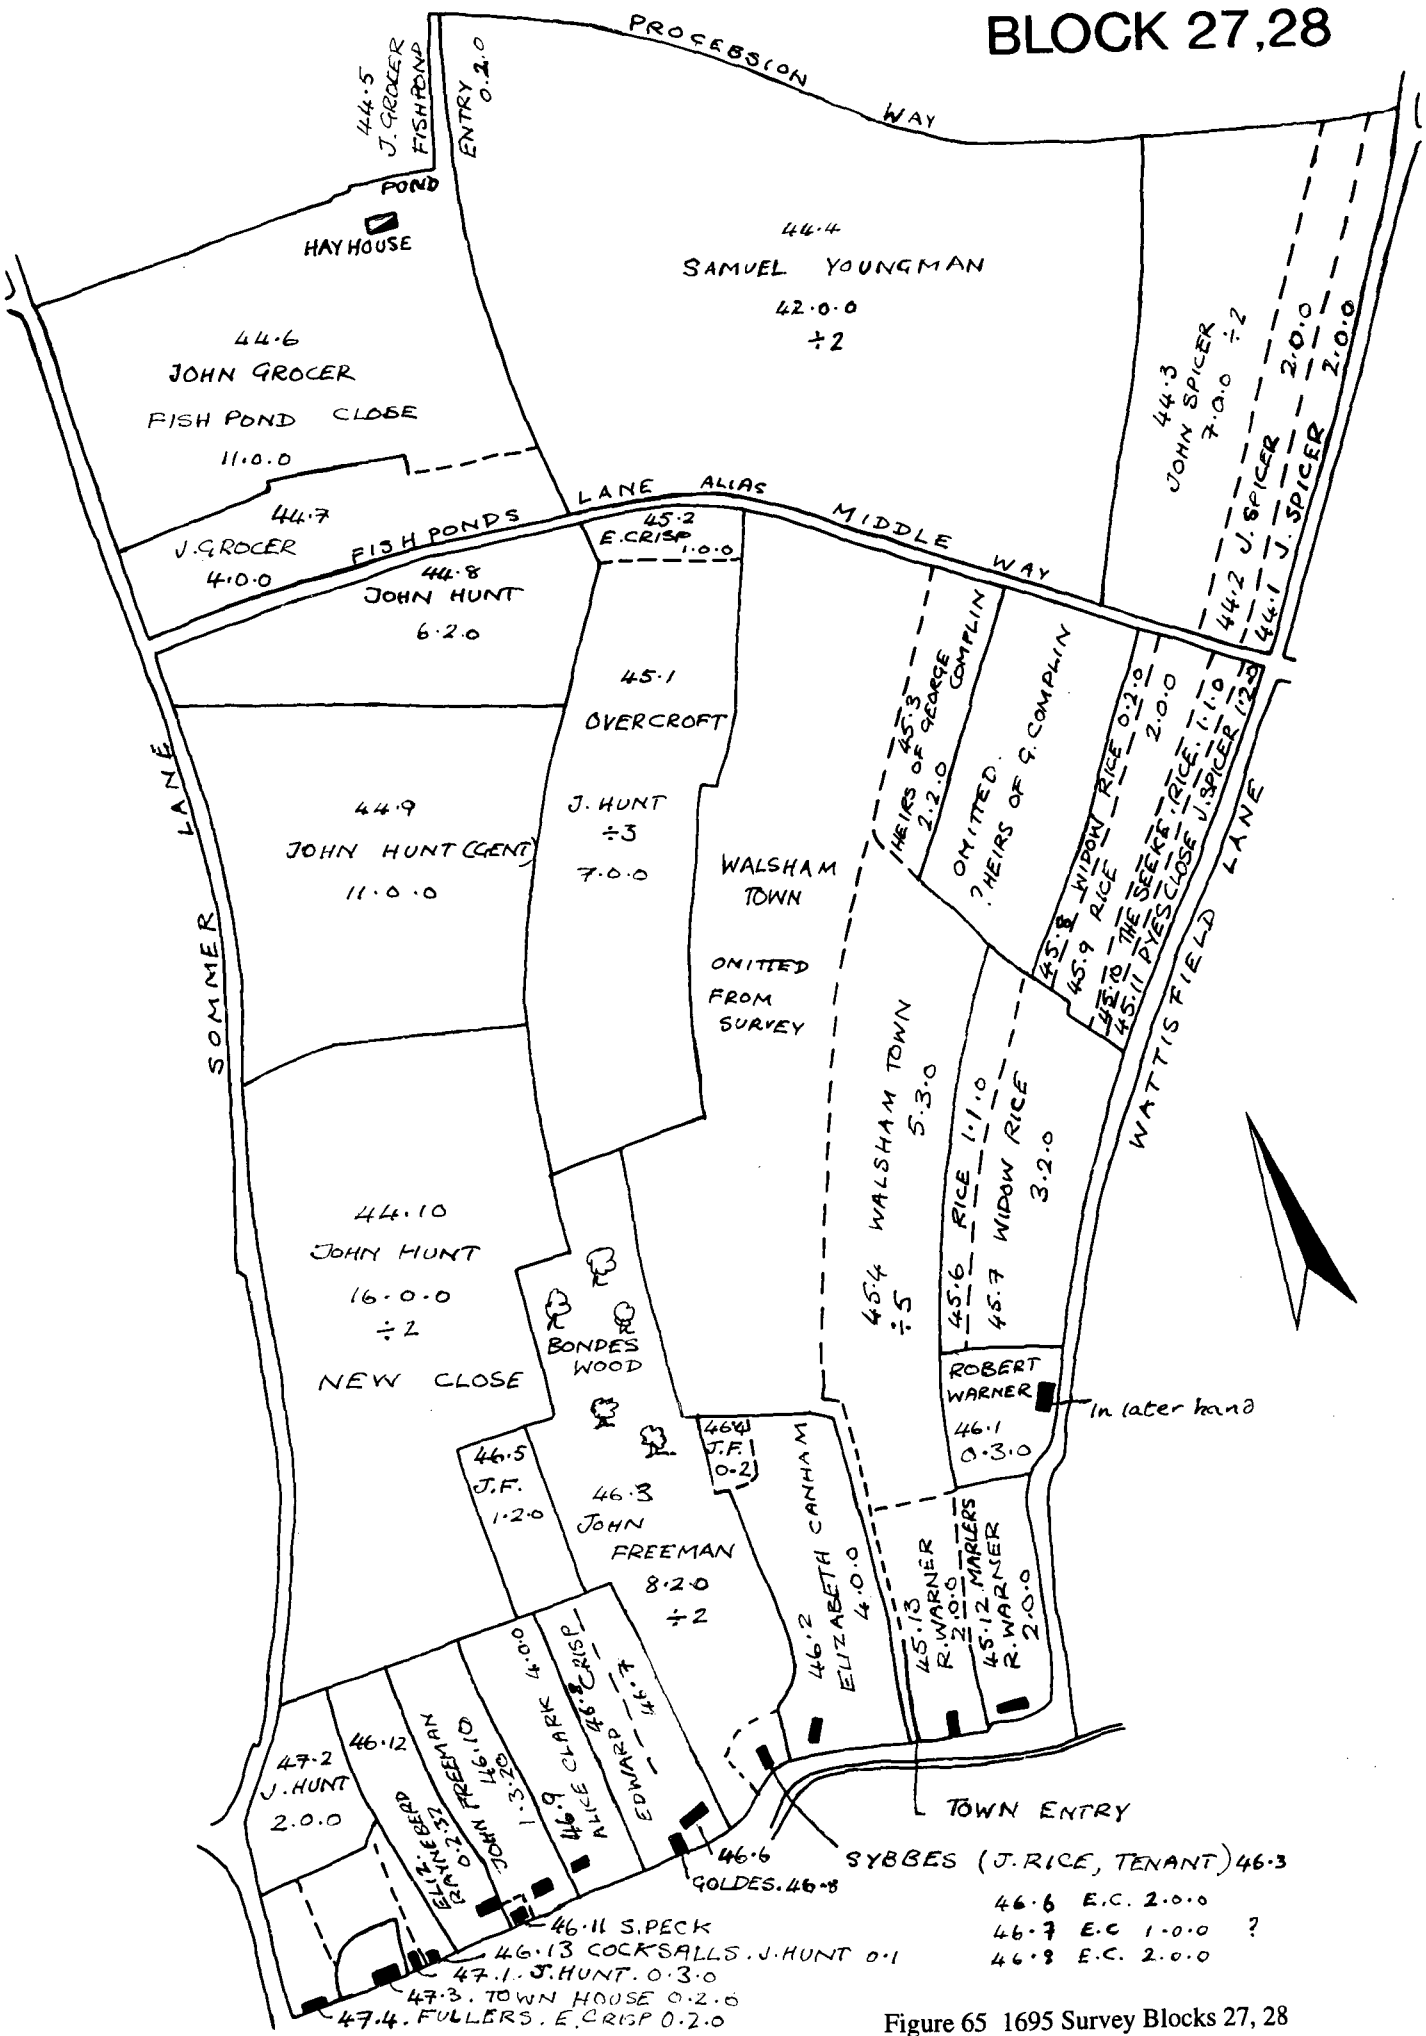 BLOCK 27,28
PROCESSION WAY
44.5
J. GROCER
FISHPOND
ENTRY
0.2.0
POND
HAYHOUSE
44.4
SAMUEL YOUNGMAN
42.0.0
÷2
44.3
JOHN SPICER
7.0.0 ÷2
44.2 J. SPICER 2.0.0
44.1 J. SPICER 2.0.0
44.6
JOHN GROCER
FISH POND CLOSE
11.0.0
44.7
J. GROCER
4.0.0
FISHPONDS LANE ALIAS MIDDLE WAY
45.2
E. CRISP
1.0.0
44.8
JOHN HUNT
6.2.0
45.1
OVERCROFT
J. HUNT
÷3
7.0.0
45.3
HEIRS OF GEORGE COMPLIN
2.2.0
OMITTED.
? HEIRS OF G. COMPLIN
45.8 WIDOW RICE 0.2.0
45.9 RICE 2.0.0
45.10 THE SEERE. RICE. 1.1.0
45.11 PYES CLOSE J. SPICER 1.2.0
SOMMER LANE
WATTISFIELD LANE
44.9
JOHN HUNT (GENT)
11.0.0
WALSHAM
TOWN
OMITTED
FROM
SURVEY
45.4 WALSHAM TOWN
÷5 5.3.0
45.6 RICE 1.1.0
45.7 WIDOW RICE
3.2.0
44.10
JOHN HUNT
16.0.0
÷2
NEW CLOSE
BONDES
WOOD
ROBERT
WARNER
46.1
0.3.0
In later hand
46.4
J.F.
0.2
46.5
J.F.
1.2.0
46.3
JOHN
FREEMAN
8.2.0
÷2
46.2
ELIZABETH CANHAM
4.0.0
45.13
R. WARNER
2.0.0
45.12 MARLERS
R. WARNER
2.0.0
47.2
J. HUNT
2.0.0
46.12
ELIZ.
RAYNEBERD
0.2.32
JOHN FREEMAN
46.10
1.3.20
46.9
ALICE CLARK 4.0.0
46.8
EDWARD CRISP
46.7
TOWN ENTRY
SYBBES (J. RICE, TENANT) 46.3
46.6
GOLDES. 46.8
46.6 E.C. 2.0.0
46.7 E.C 1.0.0 ?
46.8 E.C. 2.0.0
46.11 S. PECK
46.13 COCKSALLS. J. HUNT 0.1
47.1. J. HUNT. 0.3.0
47.3. TOWN HOUSE 0.2.0
47.4. FULLERS. E. CRISP 0.2.0
Figure 65 1695 Survey Blocks 27, 28